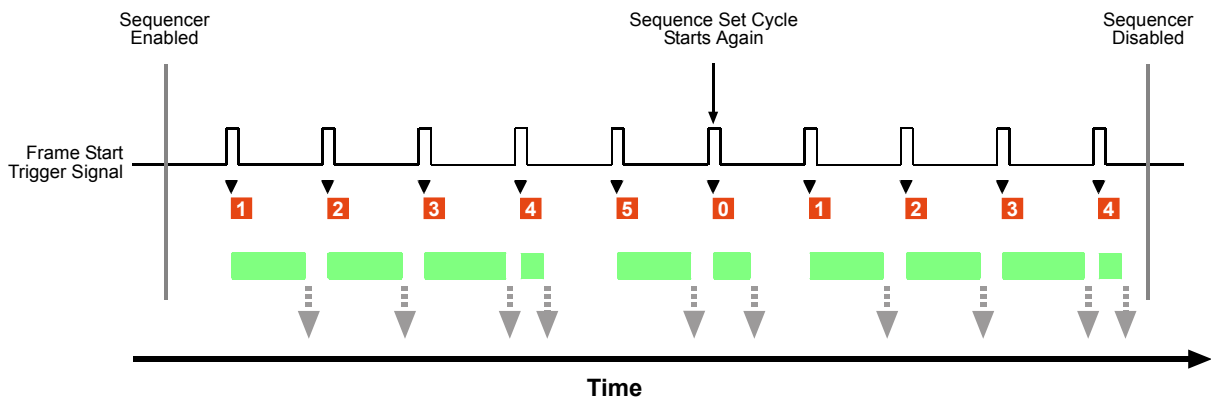 Sequencer
Enabled
Sequence Set Cycle
Starts Again
Sequencer
Disabled
Frame Start
Trigger Signal
1 2 3 4 5 0 1 2 3 4
Time